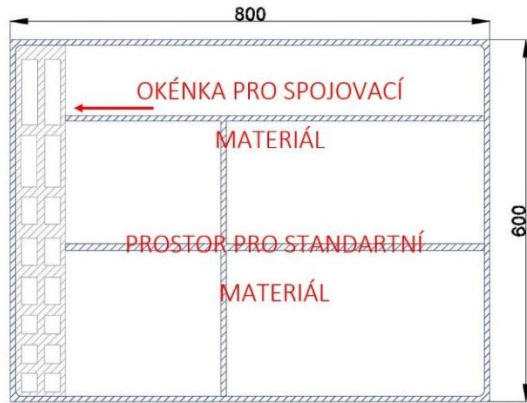 800
OKÉNKA PRO SPOJOVACÍ
MATERIÁL
600
PROSTOR PRO STANDARTNÍ
MATERIÁL